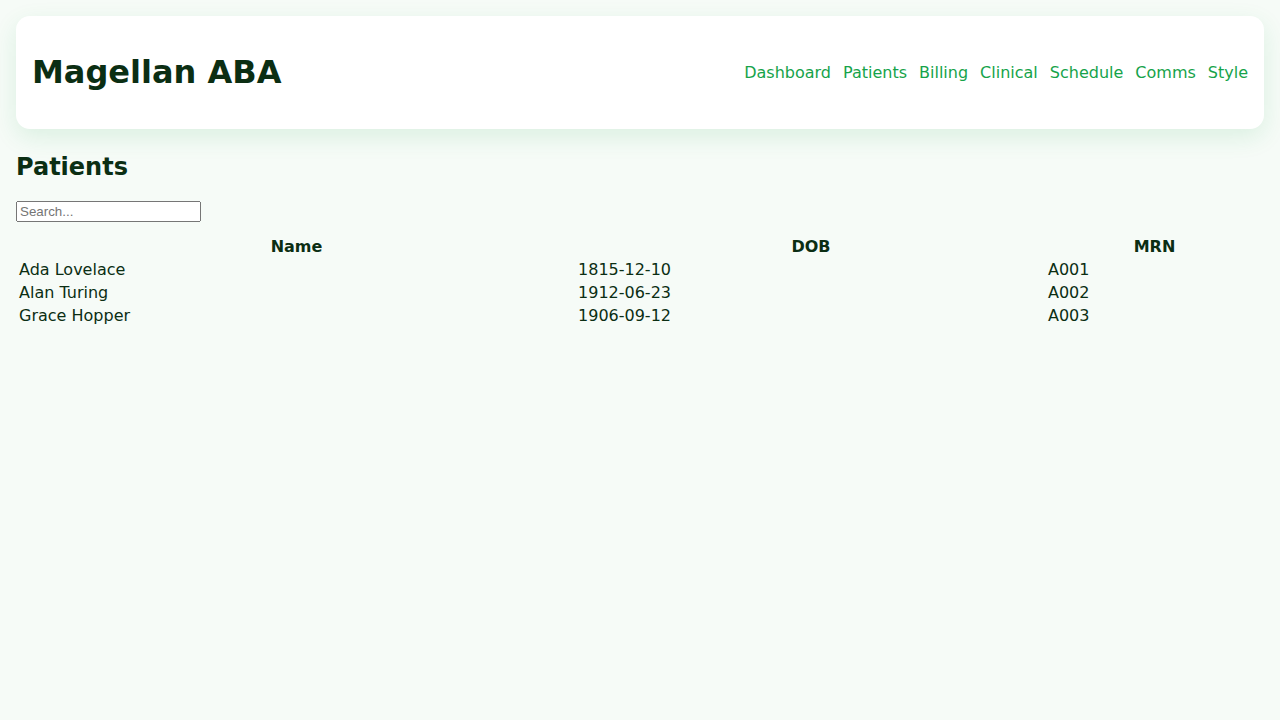 Magellan ABA
Dashboard Patients Billing Clinical Schedule Comms Style
Patients
Search...
Name DOB MRN
Ada Lovelace 1815-12-10 A001
Alan Turing 1912-06-23 A002
Grace Hopper 1906-09-12 A003